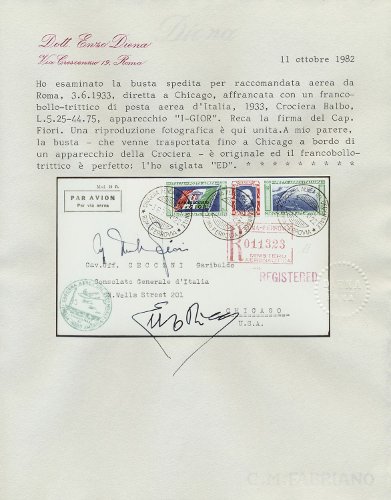 Dott. Enzo Diena
Via Crescenzio 19, Roma
11 ottobre 1982
Ho esaminato la busta spedita per raccomandata aerea da
Roma, 3.6.1933, diretta a Chicago, affrancata con un franco-
bollo-trittico di posta aerea d'Italia, 1933, Crociera Balbo,
L.5.25-44.75, apparecchio "I-GIOR". Reca la firma del Cap.
Fiori. Una riproduzione fotografica è qui unita. A mio parere,
la busta - che venne trasportata fino a Chicago a bordo di
un apparecchio della Crociera - è originale ed il francobollo-
trittico è perfetto: l'ho siglata "ED". * * * * * * * *
PAR AVION
Per via aerea
R
011323
MINISTERO
AERONAUTICA
REGISTERED
Cav.Uff. CECCONI Garibaldo
Consolato Generale d'Italia
N.Wells Street 201
CHICAGO
U.S.A.
C.M.FABRIANO